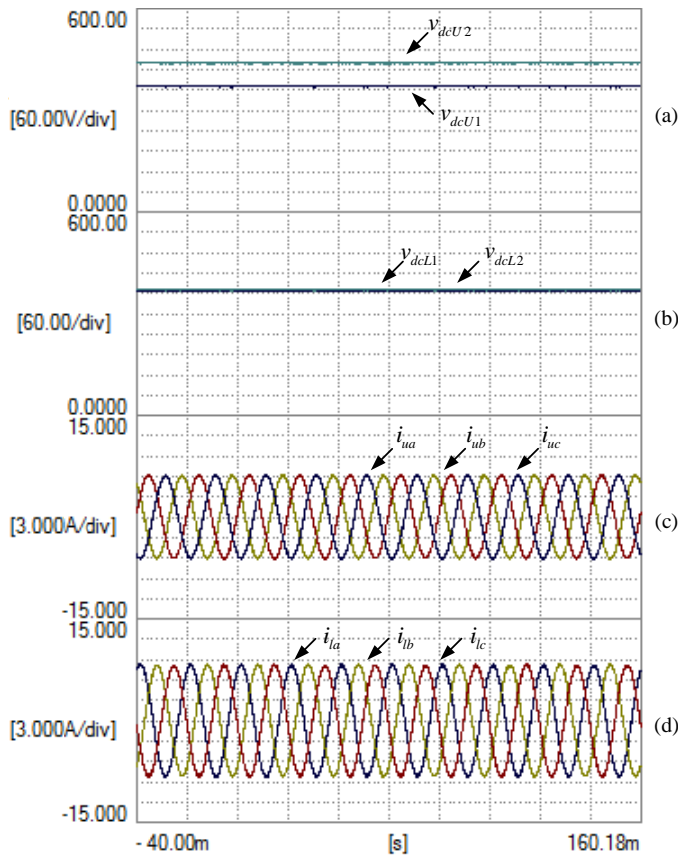 600.00
v_dcU2
[60.00V/div]
(a)
v_dcU1
0.0000
600.00
v_dcL1 v_dcL2
[60.00/div]
(b)
0.0000
15.000
i_ua i_ub i_uc
[3.000A/div]
(c)
-15.000
15.000
i_la i_lb i_lc
[3.000A/div]
(d)
-15.000
- 40.00m [s] 160.18m